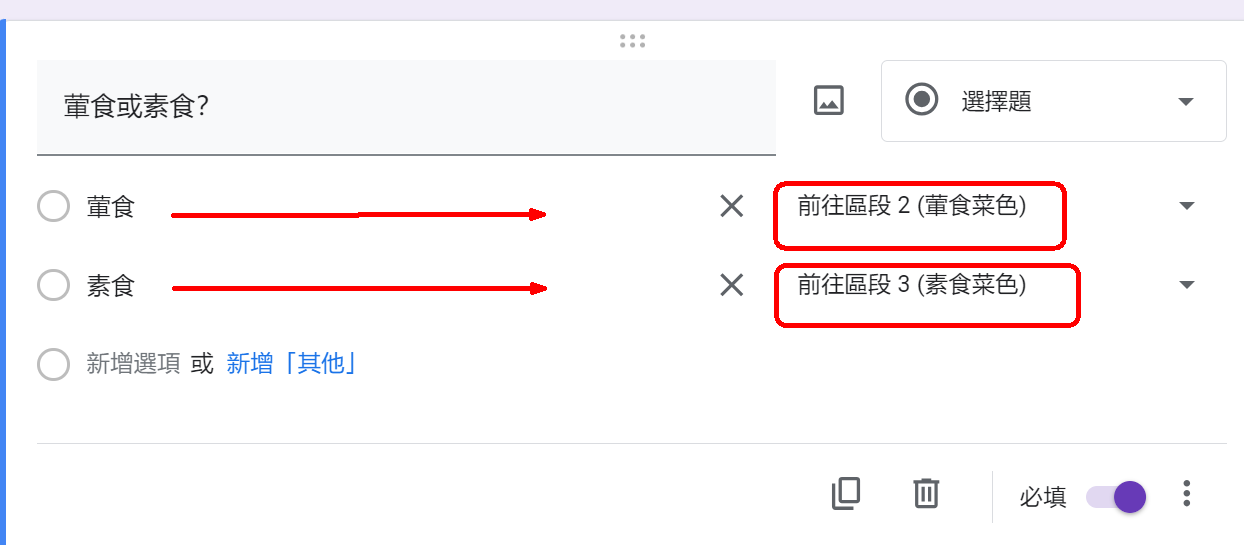 葷食或素食?
選擇題
葷食
前往區段 2 (葷食菜色)
素食
前往區段 3 (素食菜色)
新增選項 或 新增「其他」
必填